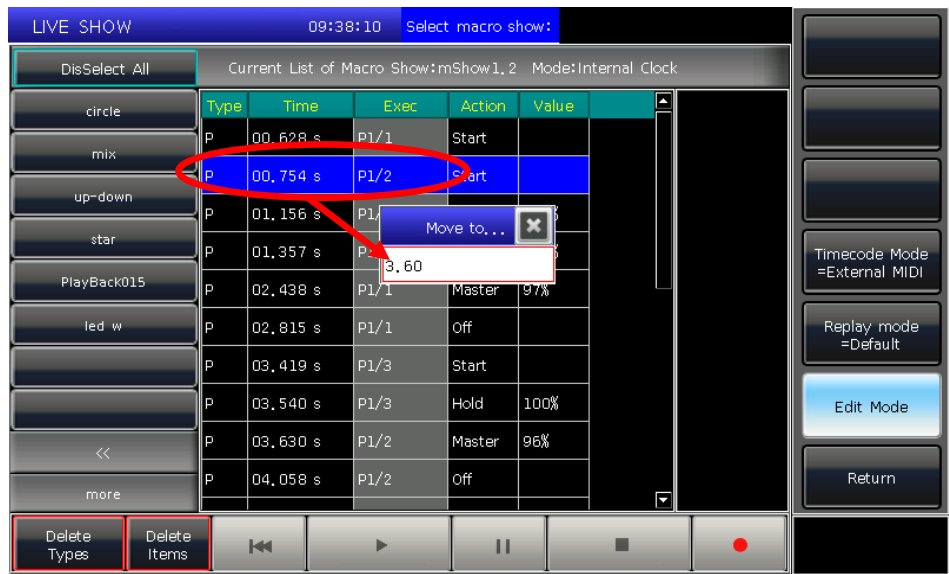 LIVE SHOW 09:38:10 Select macro show:
DisSelect All
Current List of Macro Show:mShow1.2 Mode:Internal Clock
circle
mix
up-down
star
PlayBack015
led w
<<
more
Type Time Exec Action Value
P 00.628 s P1/1 Start
P 00.754 s P1/2 Start
P 01.156 s
P 01.357 s
P 02.438 s P1/1 Master 97%
P 02.815 s P1/1 Off
P 03.419 s P1/3 Start
P 03.540 s P1/3 Hold 100%
P 03.630 s P1/2 Master 96%
P 04.058 s P1/2 Off
Move to...
3.60
Timecode Mode
=External MIDI
Replay mode
=Default
Edit Mode
Return
Delete
Types
Delete
Items